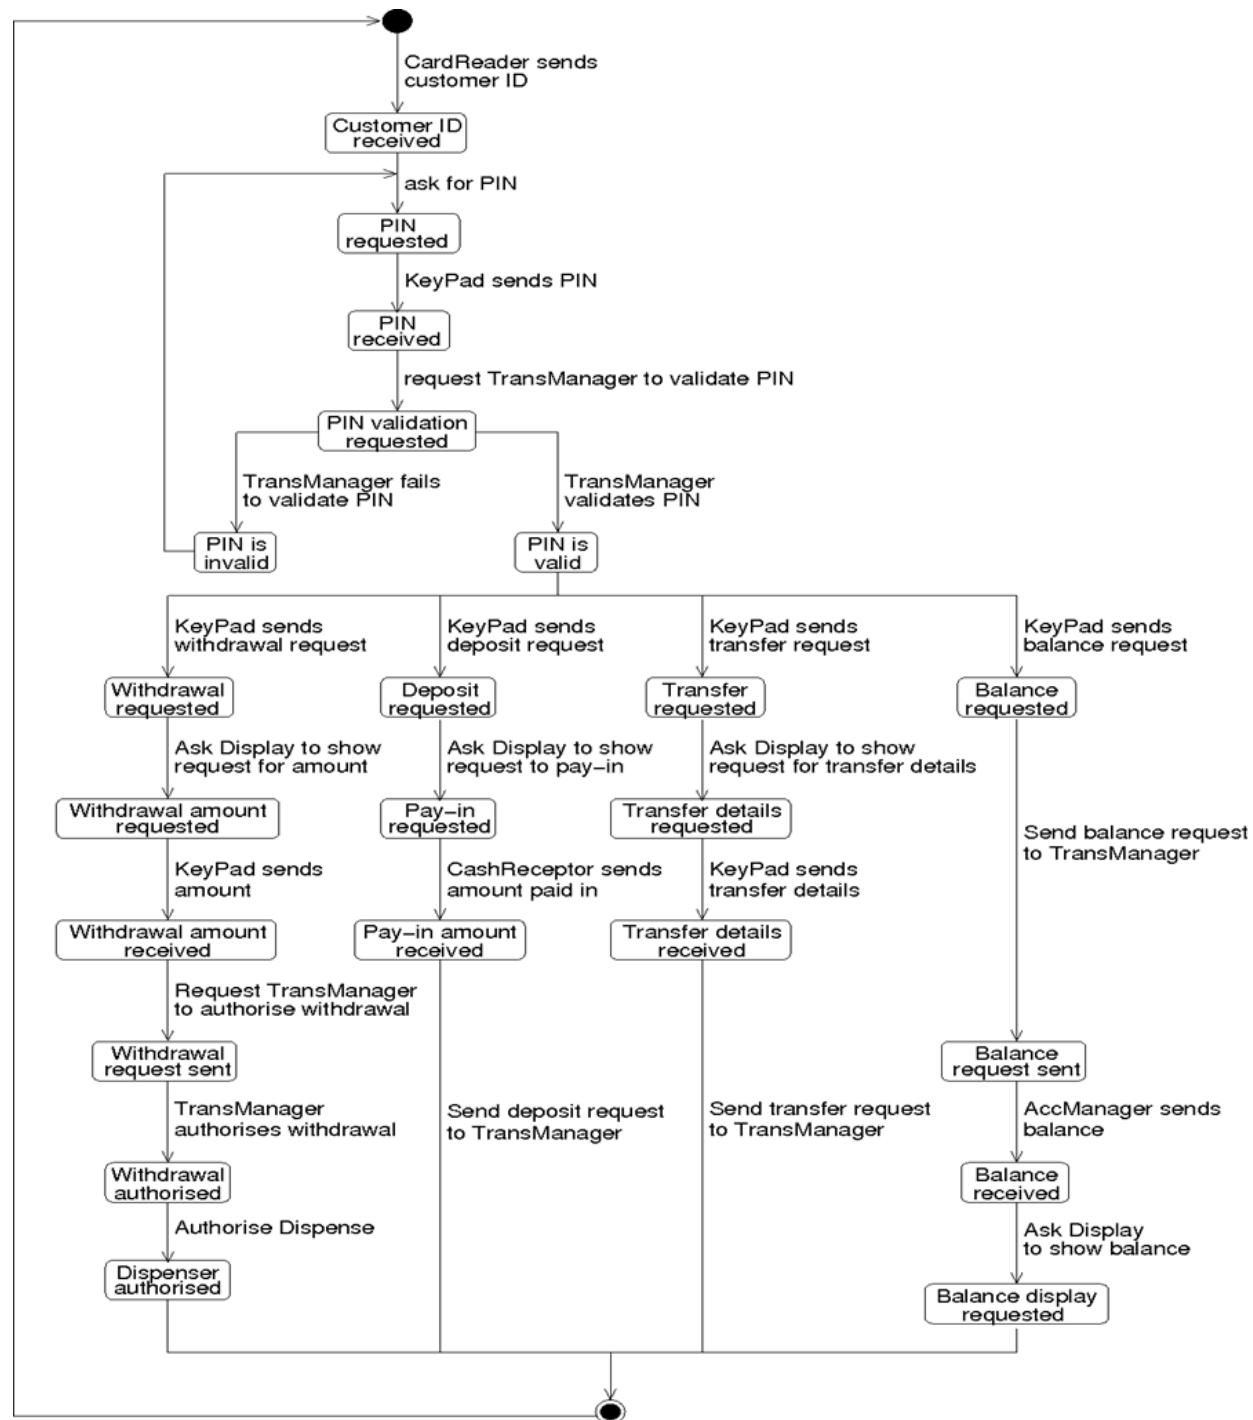 CardReader sends
customer ID
Customer ID
received
ask for PIN
PIN
requested
KeyPad sends PIN
PIN
received
request TransManager to validate PIN
PIN validation
requested
TransManager fails
to validate PIN
TransManager
validates PIN
PIN is
invalid
PIN is
valid
KeyPad sends
withdrawal request
KeyPad sends
deposit request
KeyPad sends
transfer request
KeyPad sends
balance request
Withdrawal
requested
Deposit
requested
Transfer
requested
Balance
requested
Ask Display to show
request for amount
Ask Display to show
request to pay-in
Ask Display to show
request for transfer details
Withdrawal amount
requested
Pay-in
requested
Transfer details
requested
Send balance request
to TransManager
KeyPad sends
amount
CashReceptor sends
amount paid in
KeyPad sends
transfer details
Withdrawal amount
received
Pay-in amount
received
Transfer details
received
Request TransManager
to authorise withdrawal
Withdrawal
request sent
Balance
request sent
TransManager
authorises withdrawal
Send deposit request
to TransManager
Send transfer request
to TransManager
AccManager sends
balance
Withdrawal
authorised
Balance
received
Authorise Dispense
Ask Display
to show balance
Dispenser
authorised
Balance display
requested